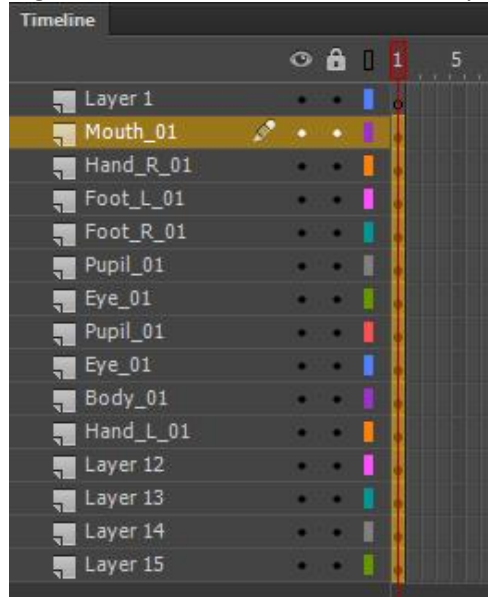 Timeline
1 5
Layer 1
Mouth_01
Hand_R_01
Foot_L_01
Foot_R_01
Pupil_01
Eye_01
Pupil_01
Eye_01
Body_01
Hand_L_01
Layer 12
Layer 13
Layer 14
Layer 15